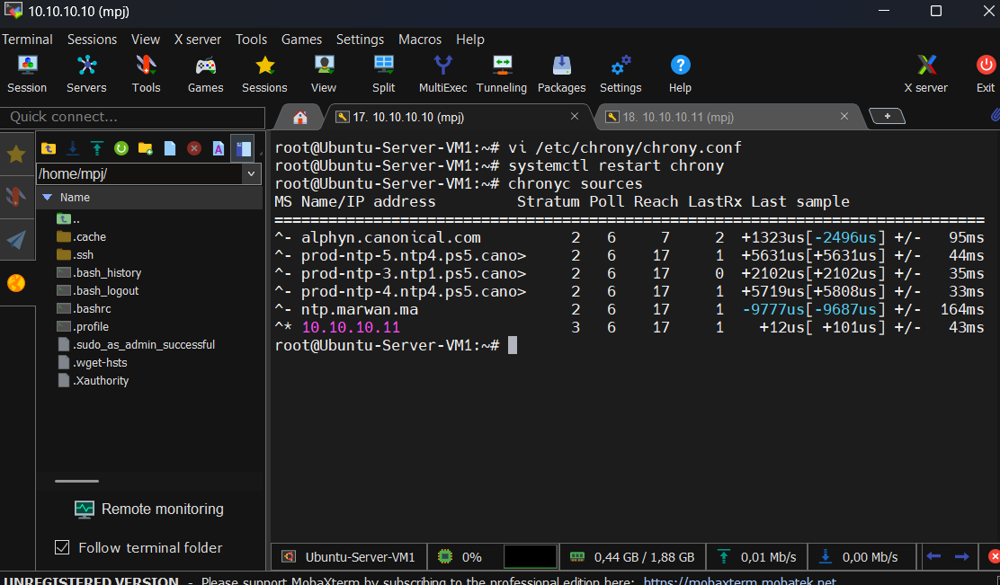 10.10.10.10 (mpj)
Terminal Sessions View X server Tools Games Settings Macros Help
Session Servers Tools Games Sessions View Split MultiExec Tunneling Packages Settings Help X server Exit
Quick connect...
17. 10.10.10.10 (mpj)
18. 10.10.10.11 (mpj)
/home/mpj/
Name
..
.cache
.ssh
.bash_history
.bash_logout
.bashrc
.profile
.sudo_as_admin_successful
.wget-hsts
.Xauthority
Remote monitoring
Follow terminal folder
root@Ubuntu-Server-VM1:~# vi /etc/chrony/chrony.conf
root@Ubuntu-Server-VM1:~# systemctl restart chrony
root@Ubuntu-Server-VM1:~# chronyc sources
MS Name/IP address         Stratum Poll Reach LastRx Last sample
===============================================================================
^- alphyn.canonical.com          2   6     7     2  +1323us[-2496us] +/-   95ms
^- prod-ntp-5.ntp4.ps5.cano>     2   6    17     1  +5631us[+5631us] +/-   44ms
^- prod-ntp-3.ntp1.ps5.cano>     2   6    17     0  +2102us[+2102us] +/-   35ms
^- prod-ntp-4.ntp4.ps5.cano>     2   6    17     1  +5719us[+5808us] +/-   33ms
^- ntp.marwan.ma                 2   6    17     1  -9777us[-9687us] +/-  164ms
^* 10.10.10.11                   3   6    17     1    +12us[ +101us] +/-   43ms
root@Ubuntu-Server-VM1:~#
Ubuntu-Server-VM1 0% 0,44 GB / 1,88 GB 0,01 Mb/s 0,00 Mb/s
UNREGISTERED VERSION - Please support MobaXterm by subscribing to the professional edition here: https://mobaxterm.mobatek.net